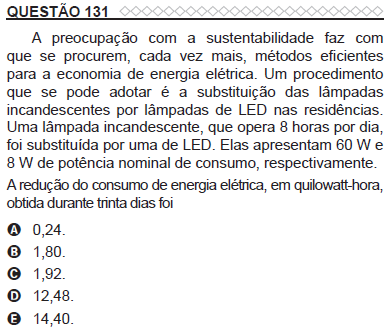 QUESTÃO 131
A preocupação com a sustentabilidade faz com
que se procurem, cada vez mais, métodos eficientes
para a economia de energia elétrica. Um procedimento
que se pode adotar é a substituição das lâmpadas
incandescentes por lâmpadas de LED nas residências.
Uma lâmpada incandescente, que opera 8 horas por dia,
foi substituída por uma de LED. Elas apresentam 60 W e
8 W de potência nominal de consumo, respectivamente.
A redução do consumo de energia elétrica, em quilowatt-hora,
obtida durante trinta dias foi
A 0,24.
B 1,80.
C 1,92.
D 12,48.
E 14,40.